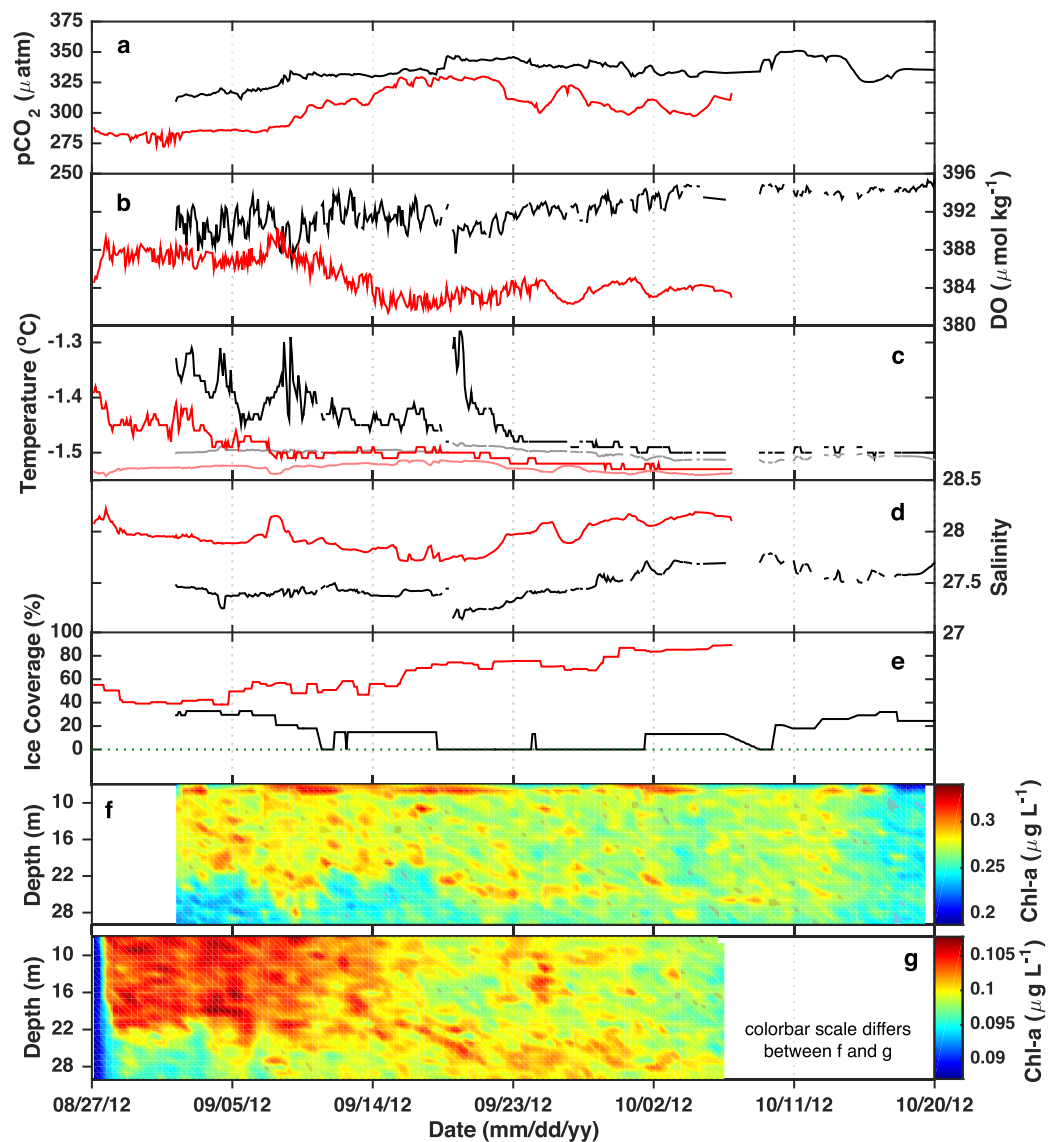 375
350
325
300
275
250
pCO2 (μatm)
a
396
392
388
384
380
DO (μmol kg-1)
b
-1.3
-1.4
-1.5
Temperature (oC)
c
28.5
28
27.5
27
Salinity
d
100
80
60
40
20
0
Ice Coverage (%)
e
10
16
22
28
Depth (m)
f
0.3
0.25
0.2
Chl-a (μg L-1)
10
16
22
28
Depth (m)
g
colorbar scale differs
between f and g
0.105
0.1
0.095
0.09
Chl-a (μg L-1)
08/27/12 09/05/12 09/14/12 09/23/12 10/02/12 10/11/12 10/20/12
Date (mm/dd/yy)